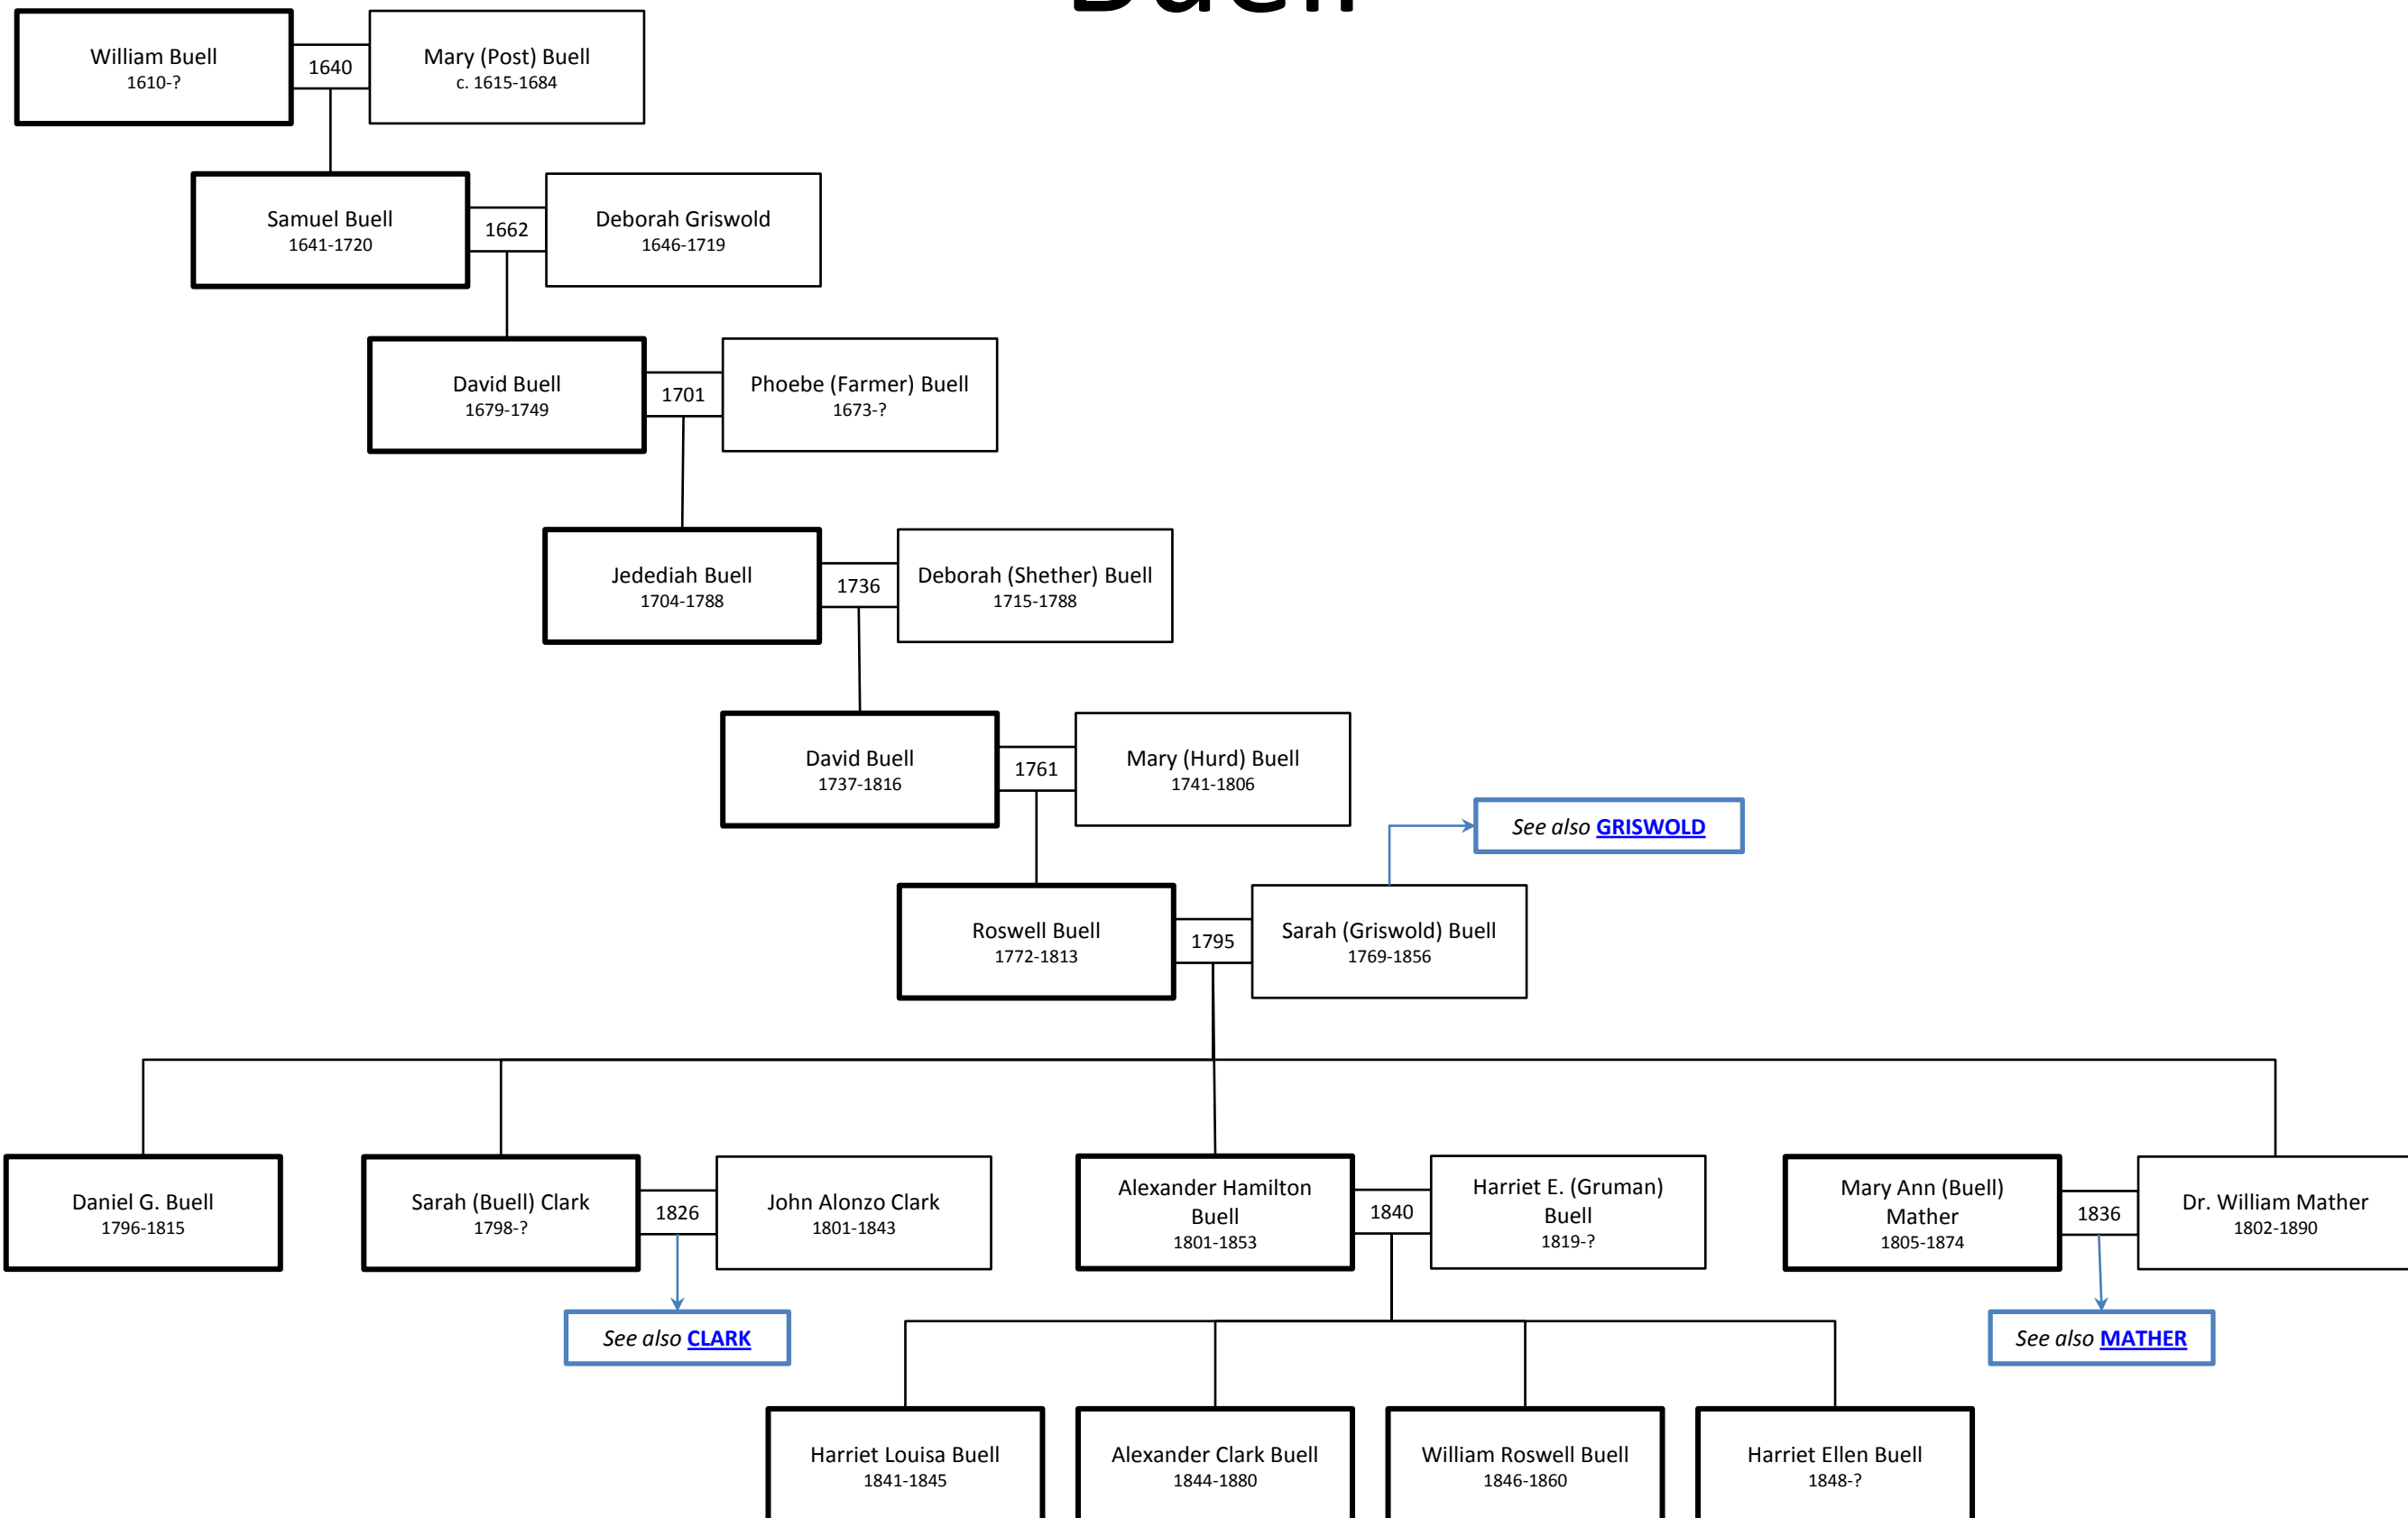 Buell
William Buell
1610-?
1640
Mary (Post) Buell
c. 1615-1684
Samuel Buell
1641-1720
1662
Deborah Griswold
1646-1719
David Buell
1679-1749
1701
Phoebe (Farmer) Buell
1673-?
Jedediah Buell
1704-1788
1736
Deborah (Shether) Buell
1715-1788
David Buell
1737-1816
1761
Mary (Hurd) Buell
1741-1806
See also GRISWOLD
Roswell Buell
1772-1813
1795
Sarah (Griswold) Buell
1769-1856
Daniel G. Buell
1796-1815
Sarah (Buell) Clark
1798-?
1826
John Alonzo Clark
1801-1843
Alexander Hamilton
Buell
1801-1853
1840
Harriet E. (Gruman)
Buell
1819-?
Mary Ann (Buell)
Mather
1805-1874
1836
Dr. William Mather
1802-1890
See also CLARK
See also MATHER
Harriet Louisa Buell
1841-1845
Alexander Clark Buell
1844-1880
William Roswell Buell
1846-1860
Harriet Ellen Buell
1848-?